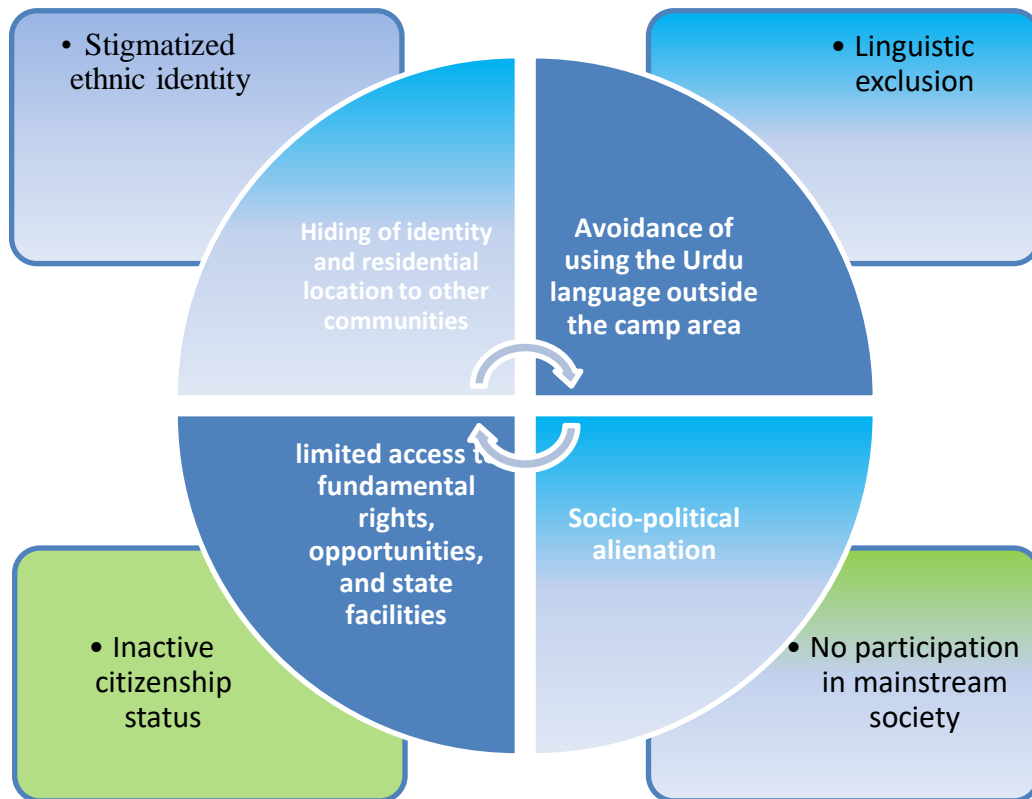 • Stigmatized
ethnic identity
• Linguistic
exclusion
Hiding of identity
and residential
location to other
communities
Avoidance of
using the Urdu
language outside
the camp area
limited access to
fundamental
rights,
opportunities,
and state
facilities
Socio-political
alienation
• Inactive
citizenship
status
• No participation
in mainstream
society